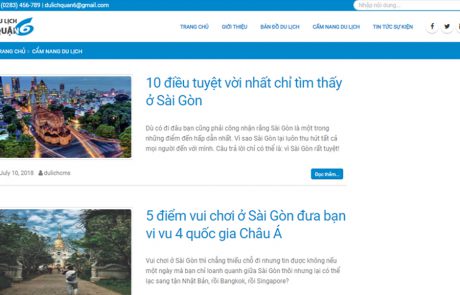 (0283) 456-789 | dulichquan6@gmail.com
Nhập nội dung...
DU LỊCH
QUẬN 6
TRANG CHỦ GIỚI THIỆU BẢN ĐỒ DU LỊCH CẨM NANG DU LỊCH TIN TỨC SỰ KIỆN
TRANG CHỦ » CẨM NANG DU LỊCH
10 điều tuyệt vời nhất chỉ tìm thấy
ở Sài Gòn
Dù có đi đâu bạn cũng phải công nhận rằng Sài Gòn là một trong
những điểm đến hấp dẫn nhất. Vì sao Sài Gòn lại luôn thu hút tất cả
mọi người đến với mình. Câu trả lời chỉ có thể là: vì Sài Gòn rất tuyệt!
July 10, 2018 dulichcms
Đọc thêm...
5 điểm vui chơi ở Sài Gòn đưa bạn
vi vu 4 quốc gia Châu Á
Vui chơi ở Sài Gòn thì chẳng thiếu chỗ đi nhưng tin được không nếu
một ngày mà bạn chỉ loanh quanh giữa Sài Gòn thôi nhưng lại có thể
lạc sang tận Nhật Bản, rồi Bangkok, rồi Singapore?